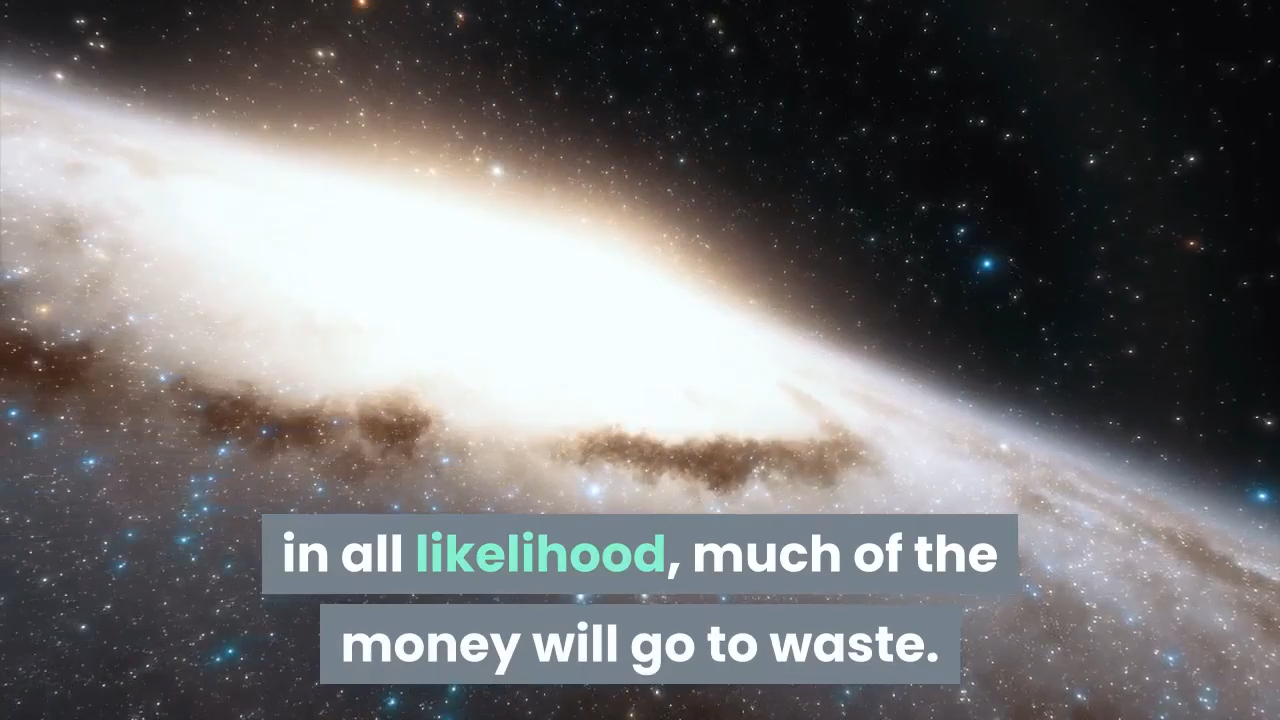 in all likelihood, much of the
money will go to waste.